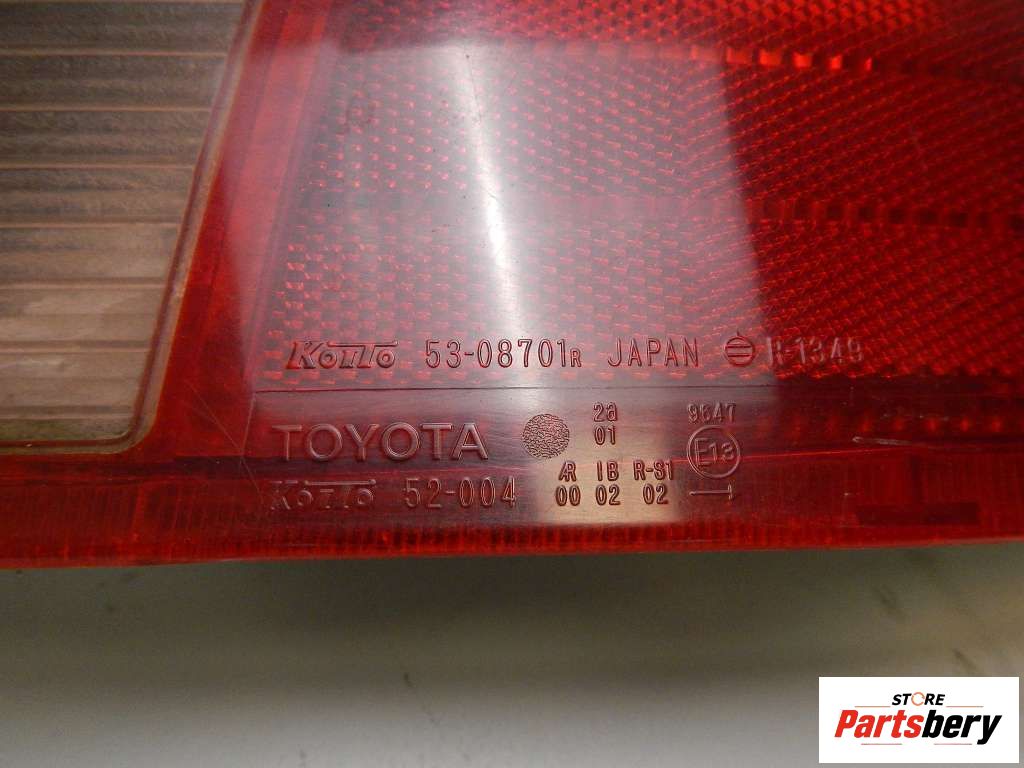 KOITO 53-08701R JAPAN R-1349
TOYOTA 2a 9647
01 E13
AR IB R-S1
KOITO 52-004 00 02 02
STORE
Partsbery